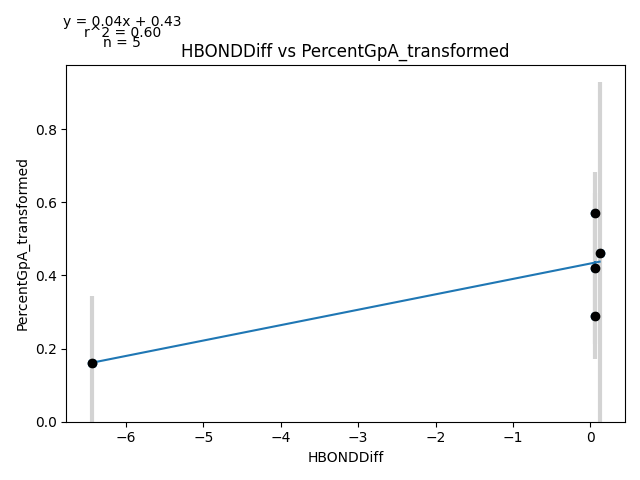 y = 0.04x + 0.43
r^2 = 0.60
n = 5
HBONDDiff vs PercentGpA_transformed
PercentGpA_transformed
0.8
0.6
0.4
0.2
0.0
−6
−5
−4
−3
−2
−1
0
HBONDDiff